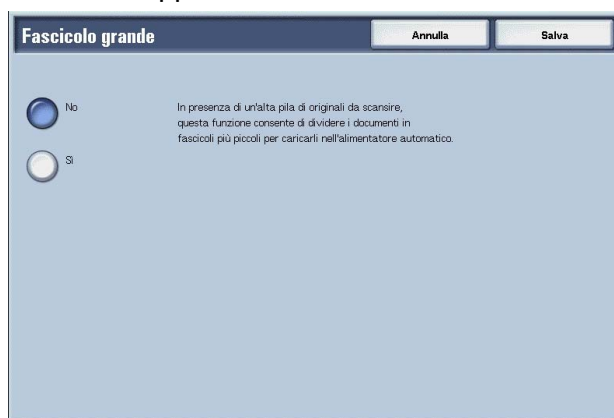 Fascicolo grande
Annulla
Salva
No
In presenza di un'alta pila di originali da scansire,
questa funzione consente di dividere i documenti in
fascicoli più piccoli per caricarli nell'alimentatore automatico.
Sì